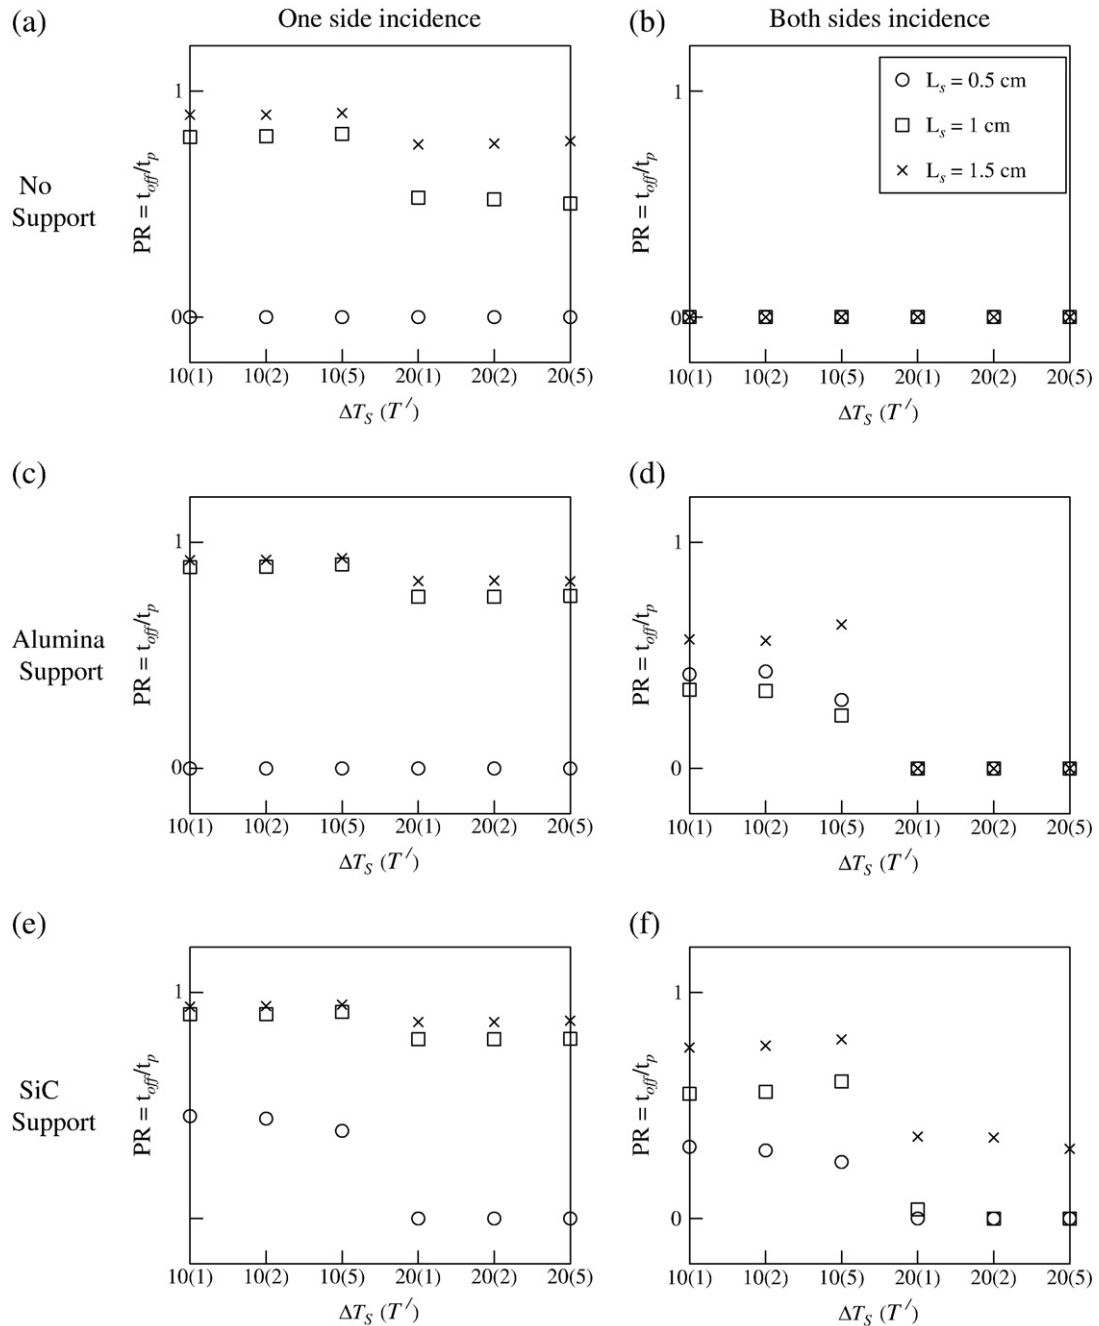 (a) One side incidence
(b) Both sides incidence
No
Support
PR = t_off/t_p
1
0
10(1) 10(2) 10(5) 20(1) 20(2) 20(5)
ΔT_S (T′)
PR = t_off/t_p
1
0
L_s = 0.5 cm
L_s = 1 cm
L_s = 1.5 cm
10(1) 10(2) 10(5) 20(1) 20(2) 20(5)
ΔT_S (T′)
(c)
(d)
Alumina
Support
PR = t_off/t_p
1
0
10(1) 10(2) 10(5) 20(1) 20(2) 20(5)
ΔT_S (T′)
PR = t_off/t_p
1
0
10(1) 10(2) 10(5) 20(1) 20(2) 20(5)
ΔT_S (T′)
(e)
(f)
SiC
Support
PR = t_off/t_p
1
10(1) 10(2) 10(5) 20(1) 20(2) 20(5)
ΔT_S (T′)
PR = t_off/t_p
1
0
10(1) 10(2) 10(5) 20(1) 20(2) 20(5)
ΔT_S (T′)